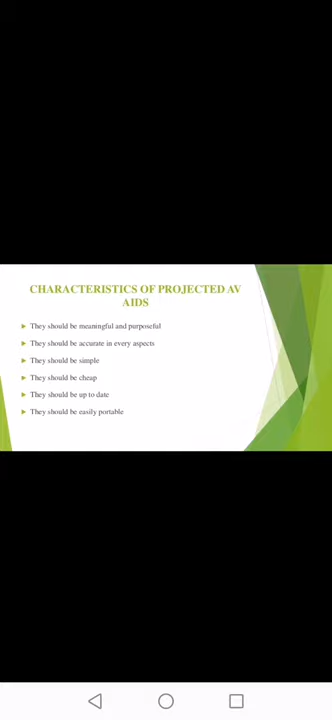 CHARACTERISTICS OF PROJECTED AV
AIDS
They should be meaningful and purposeful
They should be accurate in every aspects
They should be simple
They should be cheap
They should be up to date
They should be easily portable